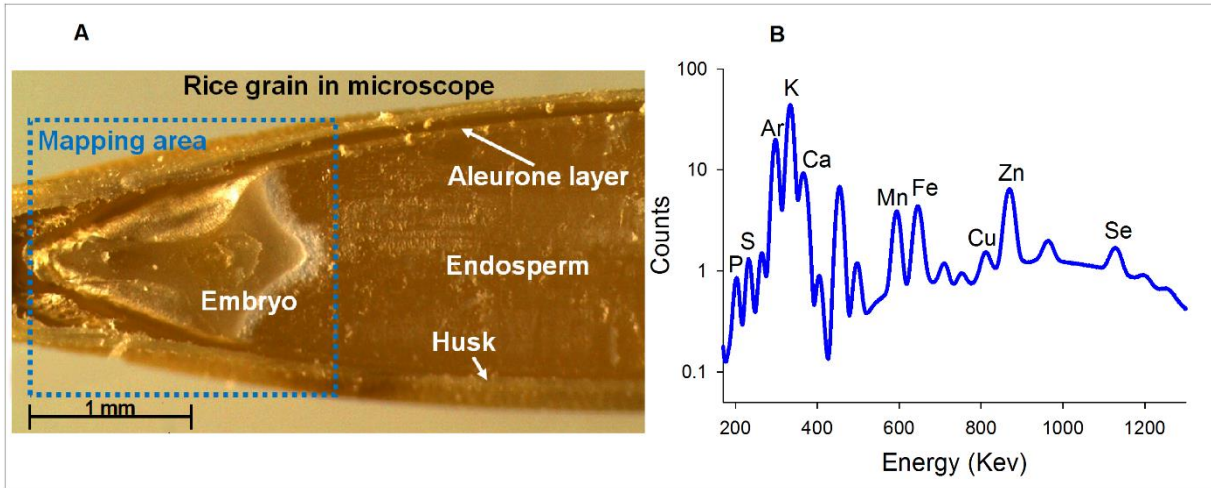 A
Rice grain in microscope
Mapping area
Aleurone layer
Endosperm
Embryo
Husk
1 mm
B
100
10
1
0.1
Counts
P
S
Ar
K
Ca
Mn
Fe
Cu
Zn
Se
200
400
600
800
1000
1200
Energy (Kev)